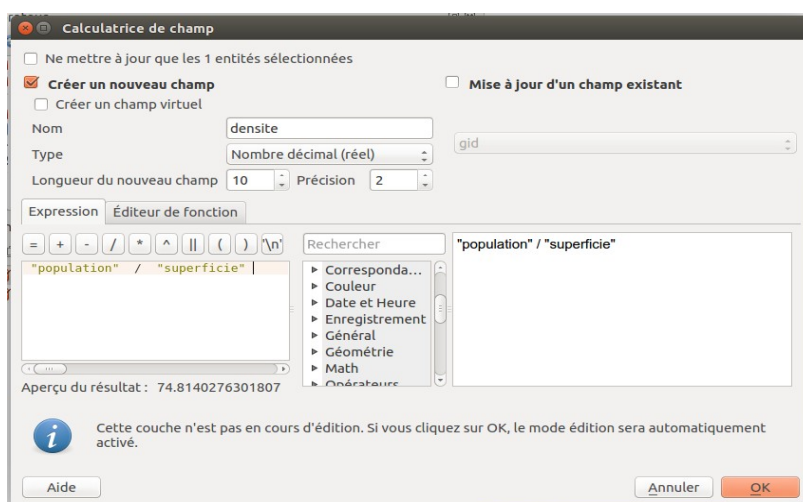 Calculatrice de champ
Ne mettre à jour que les 1 entités sélectionnées
Créer un nouveau champ
Mise à jour d'un champ existant
Créer un champ virtuel
Nom densite
gid
Type Nombre décimal (réel)
Longueur du nouveau champ 10 Précision 2
Expression Éditeur de fonction
= + - / * ^ || ( ) '\n' Rechercher
"population" / "superficie"
"population" / "superficie"
Corresponda...
Couleur
Date et Heure
Enregistrement
Général
Géométrie
Math
Opérateurs
Aperçu du résultat : 74.8140276301807
Cette couche n'est pas en cours d'édition. Si vous cliquez sur OK, le mode édition sera automatiquement
activé.
Aide Annuler OK